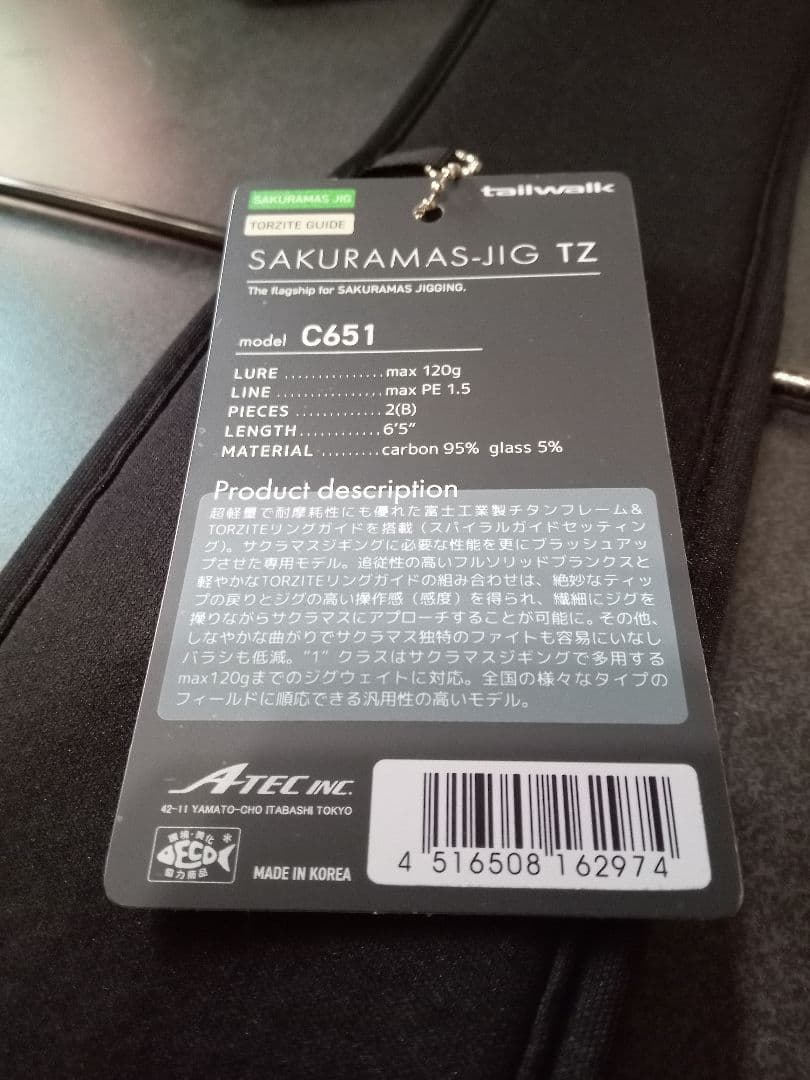 SAKURAMAS JIG
tailwalk
TORZITE GUIDE
SAKURAMAS-JIG TZ
The flagship for SAKURAMAS JIGGING.
model C651
LURE ............... max 120g
LINE ................ max PE 1.5
PIECES ............. 2(B)
LENGTH............ 6'5"
MATERIAL ......... carbon 95% glass 5%
Product description
超軽量で耐摩耗性にも優れた富士工業製チタンフレーム&
TORZITEリングガイドを搭載（スパイラルガイドセッティン
グ）。サクラマスジギングに必要な性能を更にブラッシュアッ
プさせた専用モデル。追従性の高いフルソリッドブランクスと
軽やかなTORZITEリングガイドの組み合わせは、絶妙なティッ
プの戻りとジグの高い操作感（感度）を得られ、繊細にジグを
操りながらサクラマスにアプローチすることが可能に。その他、
しなやかな曲がりでサクラマス独特のファイトも容易にいなし
バラシも低減。"1" クラスはサクラマスジギングで多用する
max120gまでのジグウェイトに対応。全国の様々なタイプの
フィールドに順応できる汎用性の高いモデル。
A-TEC INC.
42-11 YAMATO-CHO ITABASHI TOKYO
環境・美化
ECO
協力商品
MADE IN KOREA
4 516508 162974